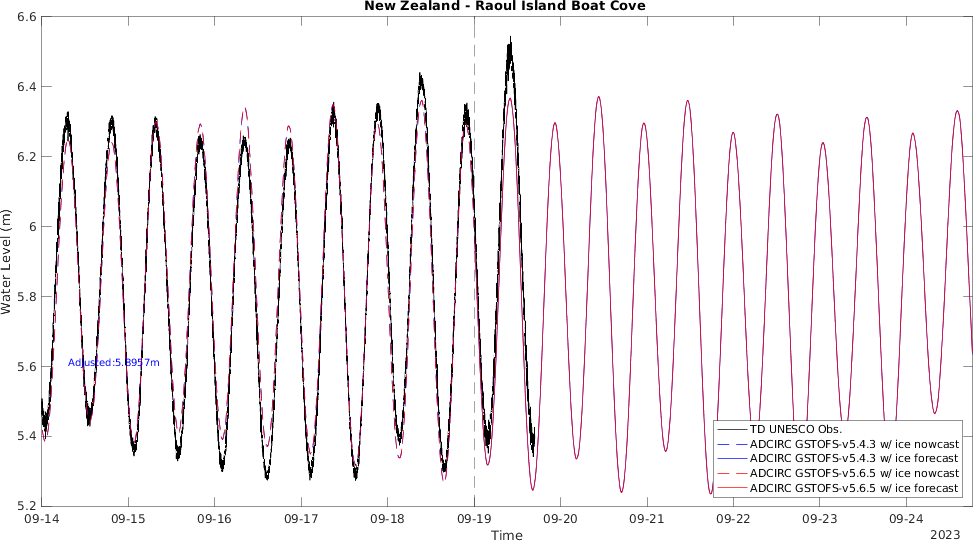 New Zealand - Raoul Island Boat Cove
Water Level (m)
6.6
6.4
6.2
6
5.8
5.6
5.4
5.2
Adjusted:5.8957m
TD UNESCO Obs.
ADCIRC GSTOFS-v5.4.3 w/ ice nowcast
ADCIRC GSTOFS-v5.4.3 w/ ice forecast
ADCIRC GSTOFS-v5.6.5 w/ ice nowcast
ADCIRC GSTOFS-v5.6.5 w/ ice forecast
09-14 09-15 09-16 09-17 09-18 09-19 09-20 09-21 09-22 09-23 09-24
Time
2023